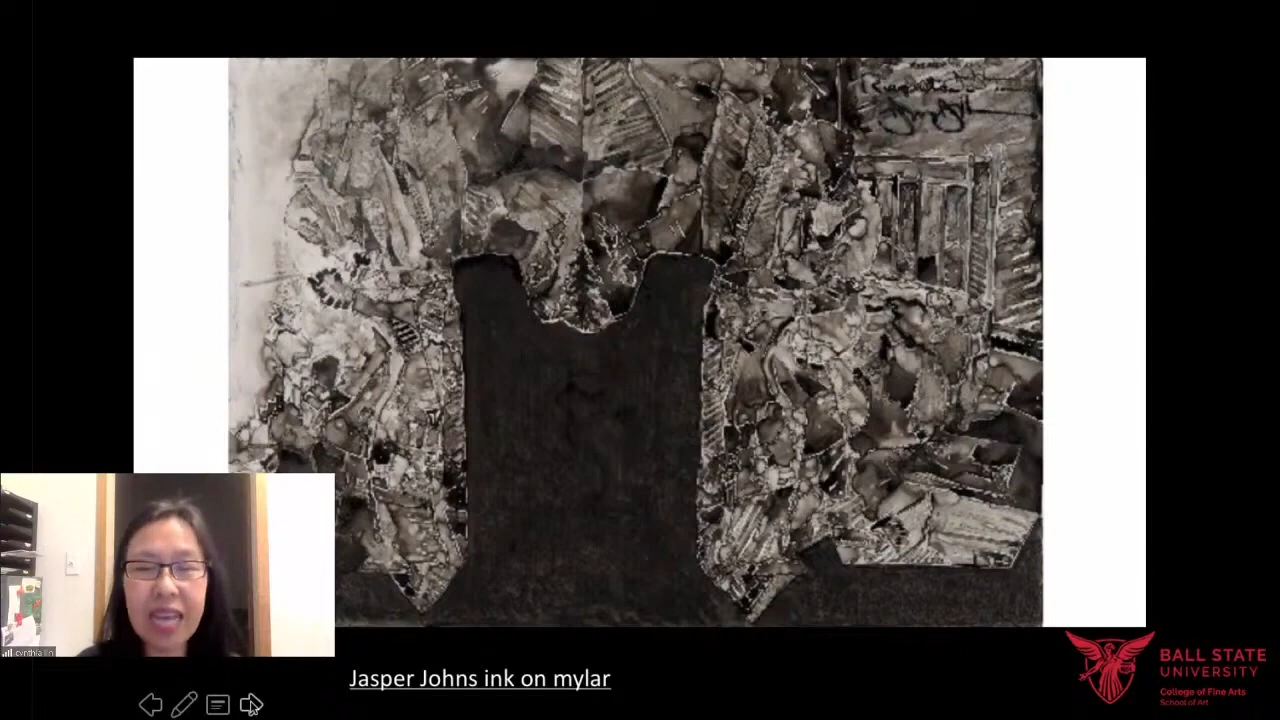 Jasper Johns ink on mylar
BALL STATE
UNIVERSITY
College of Fine Arts
School of Art